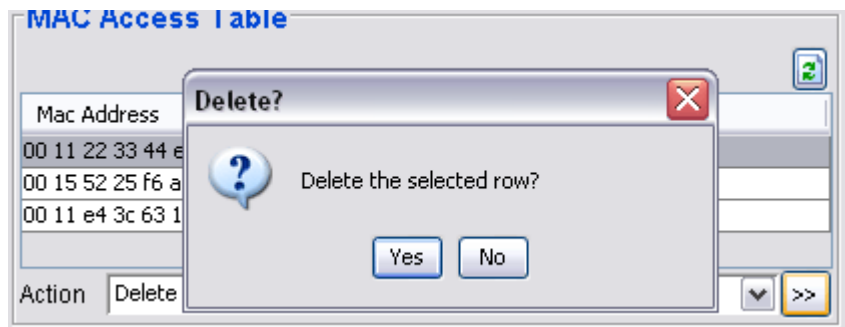 MAC Access Table
Mac Address
00 11 22 33 44 e
00 15 52 25 f6 a
00 11 e4 3c 63 1
Delete?
Delete the selected row?
Yes No
Action Delete >>